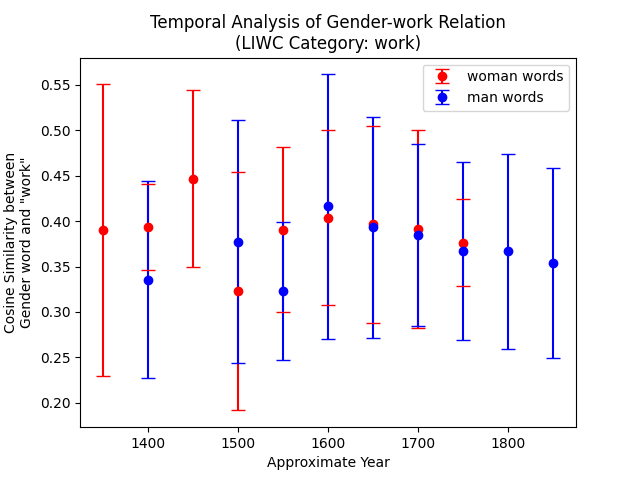 Temporal Analysis of Gender-work Relation
(LIWC Category: work)
woman words
man words
Cosine Similarity between
Gender word and "work"
0.55
0.50
0.45
0.40
0.35
0.30
0.25
0.20
1400
1500
1600
1700
1800
Approximate Year